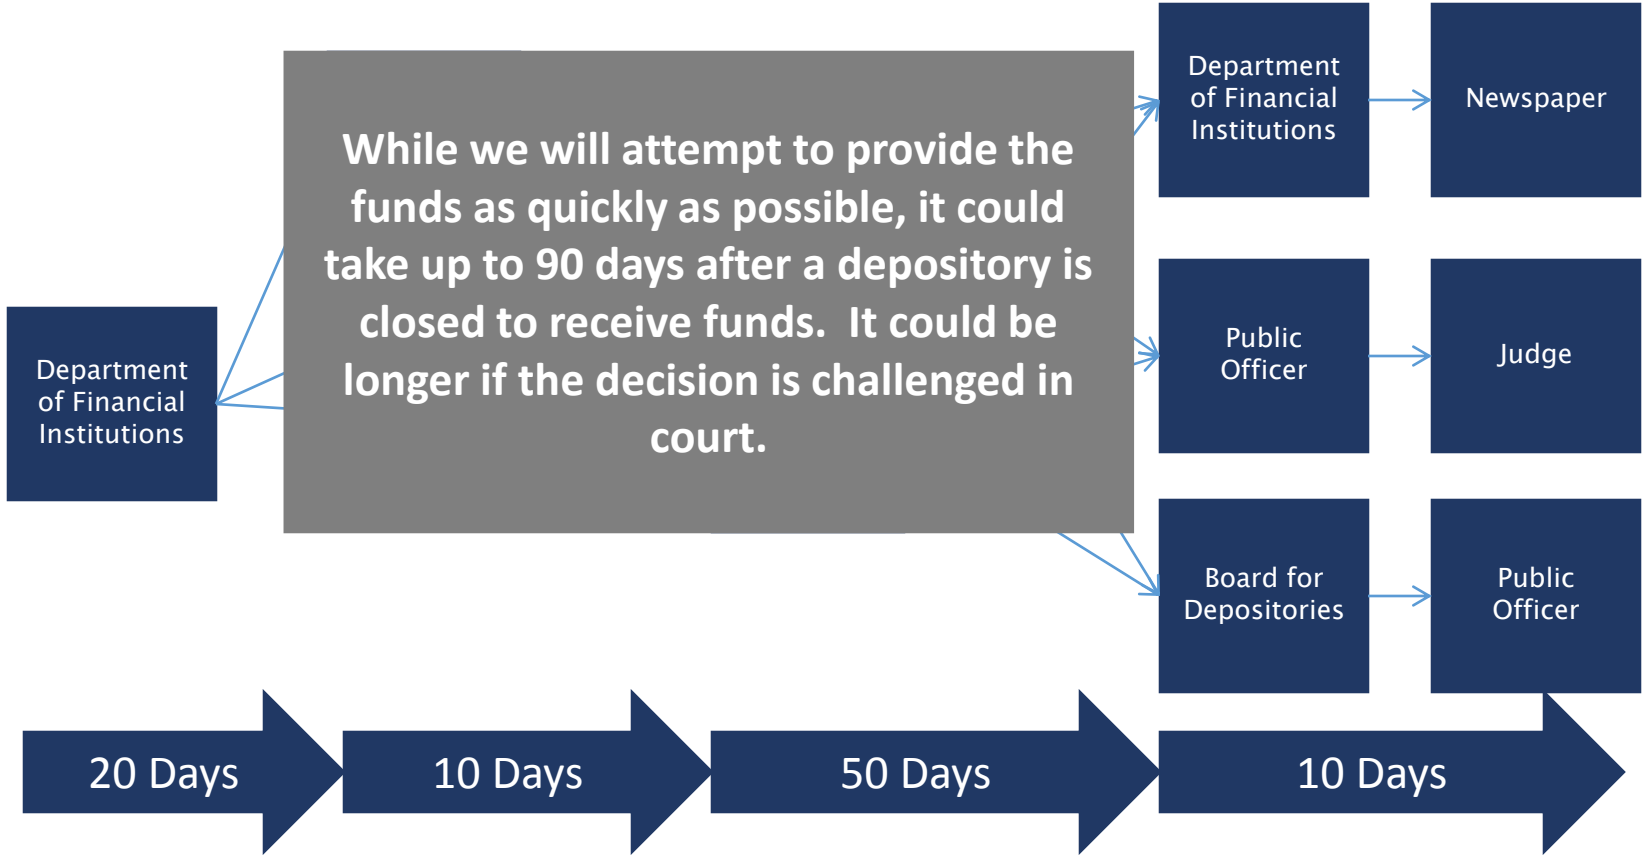 Department
of Financial
Institutions
While we will attempt to provide the
funds as quickly as possible, it could
take up to 90 days after a depository is
closed to receive funds.  It could be
longer if the decision is challenged in
court.
Department
of Financial
Institutions
Newspaper
Public
Officer
Judge
Board for
Depositories
Public
Officer
20 Days
10 Days
50 Days
10 Days